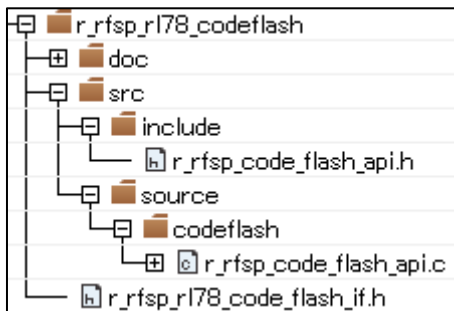 r_rfsp_rl78_codeflash
doc
src
include
r_rfsp_code_flash_api.h
source
codeflash
r_rfsp_code_flash_api.c
r_rfsp_rl78_code_flash_if.h